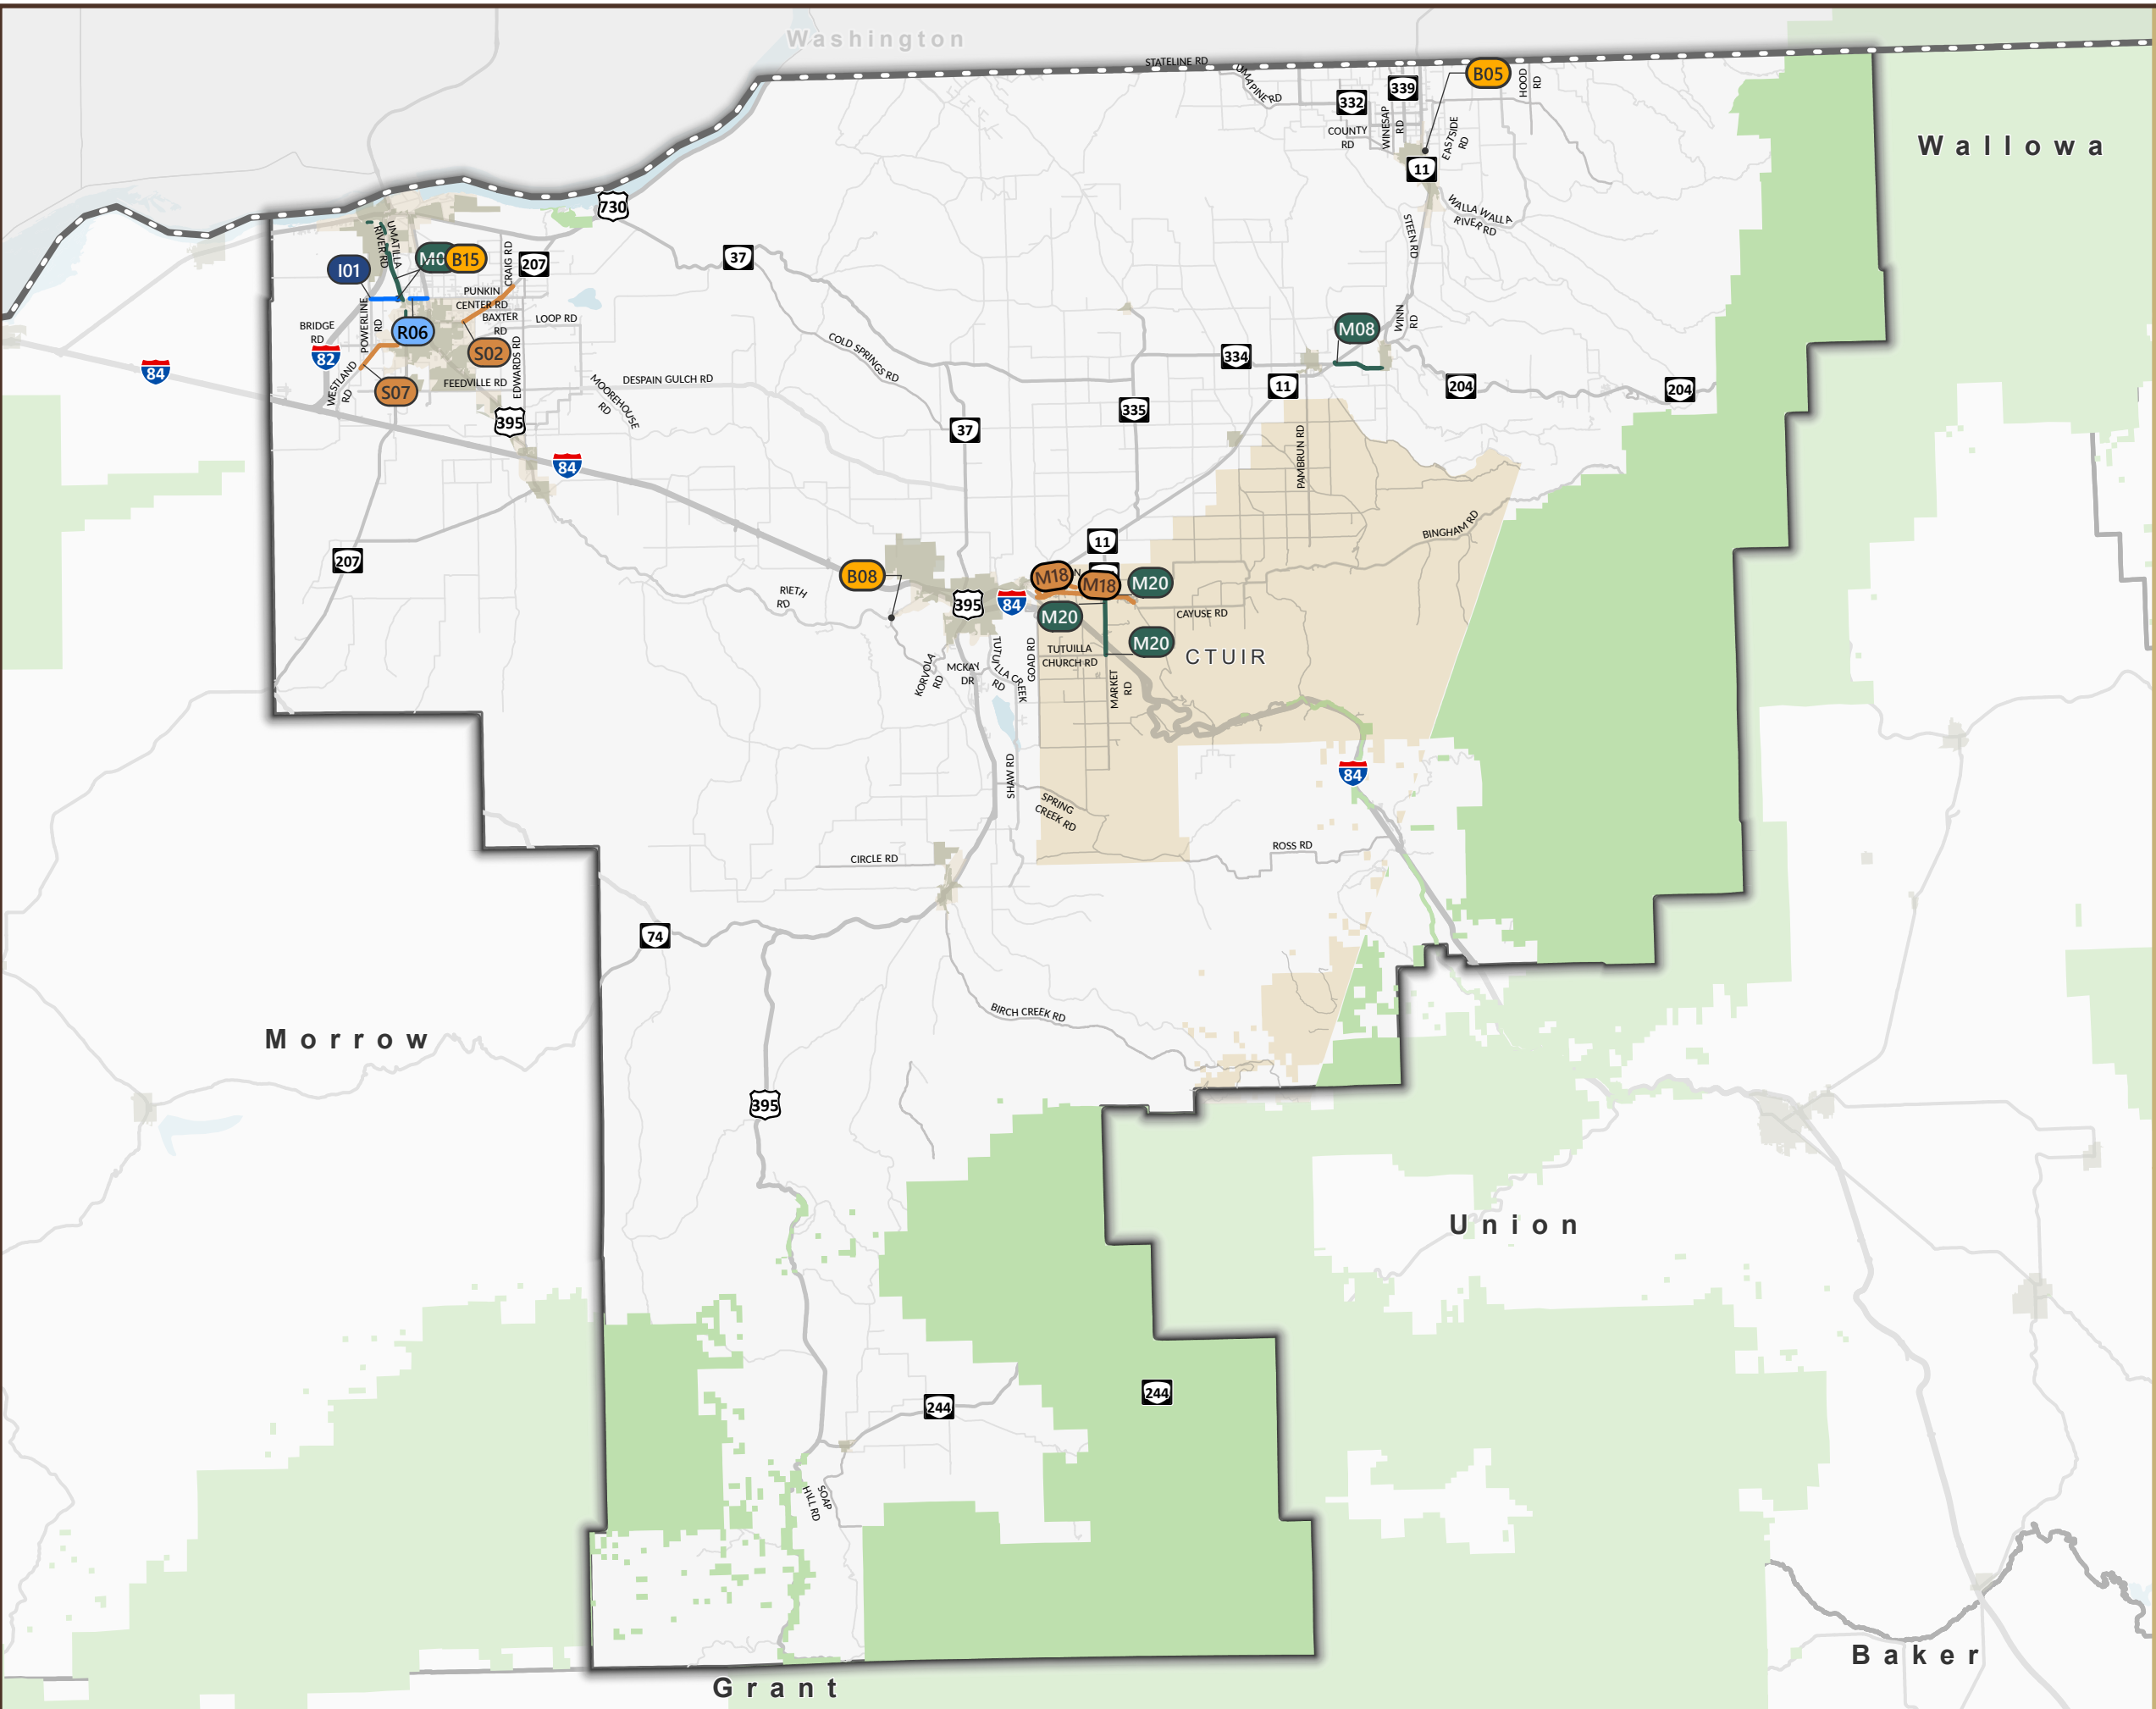 Washington
STATELINE RD
UMAPINE RD
332
339
B05
HOOD
RD
COUNTY
RD
WINESAP
RD
EASTSIDE
RD
11
Wallowa
WALLA WALLA
RIVER RD
STEEN RD
730
UMATILLA
RIVER RD
I01
B15
CRAIG RD
207
37
PUNKIN
CENTER RD
BAXTER
RD
LOOP RD
POWERLINE
RD
BRIDGE
RD
82
R06
S02
EDWARDS RD
84
S07
WESTLAND
RD
FEEDVILLE RD
MOOREHOUSE
RD
DESPAIN GULCH RD
COLD SPRINGS RD
M08
WINN
RD
334
11
204
204
335
37
395
84
PAMBRUN RD
BINGHAM RD
207
11
B08
RIETH
RD
395
84
M18
M18
M20
M20
M20
CAYUSE RD
CTUIR
TUTUILLA
CHURCH RD
GOAD RD
TUTUILLA CREEK
RD
MCKAY
DR
KORVOLA
RD
MARKET
RD
SHAW RD
SPRING
CREEK RD
84
CIRCLE RD
ROSS RD
74
BIRCH CREEK RD
Morrow
395
Union
244
244
SOAP
HILL RD
Baker
Grant